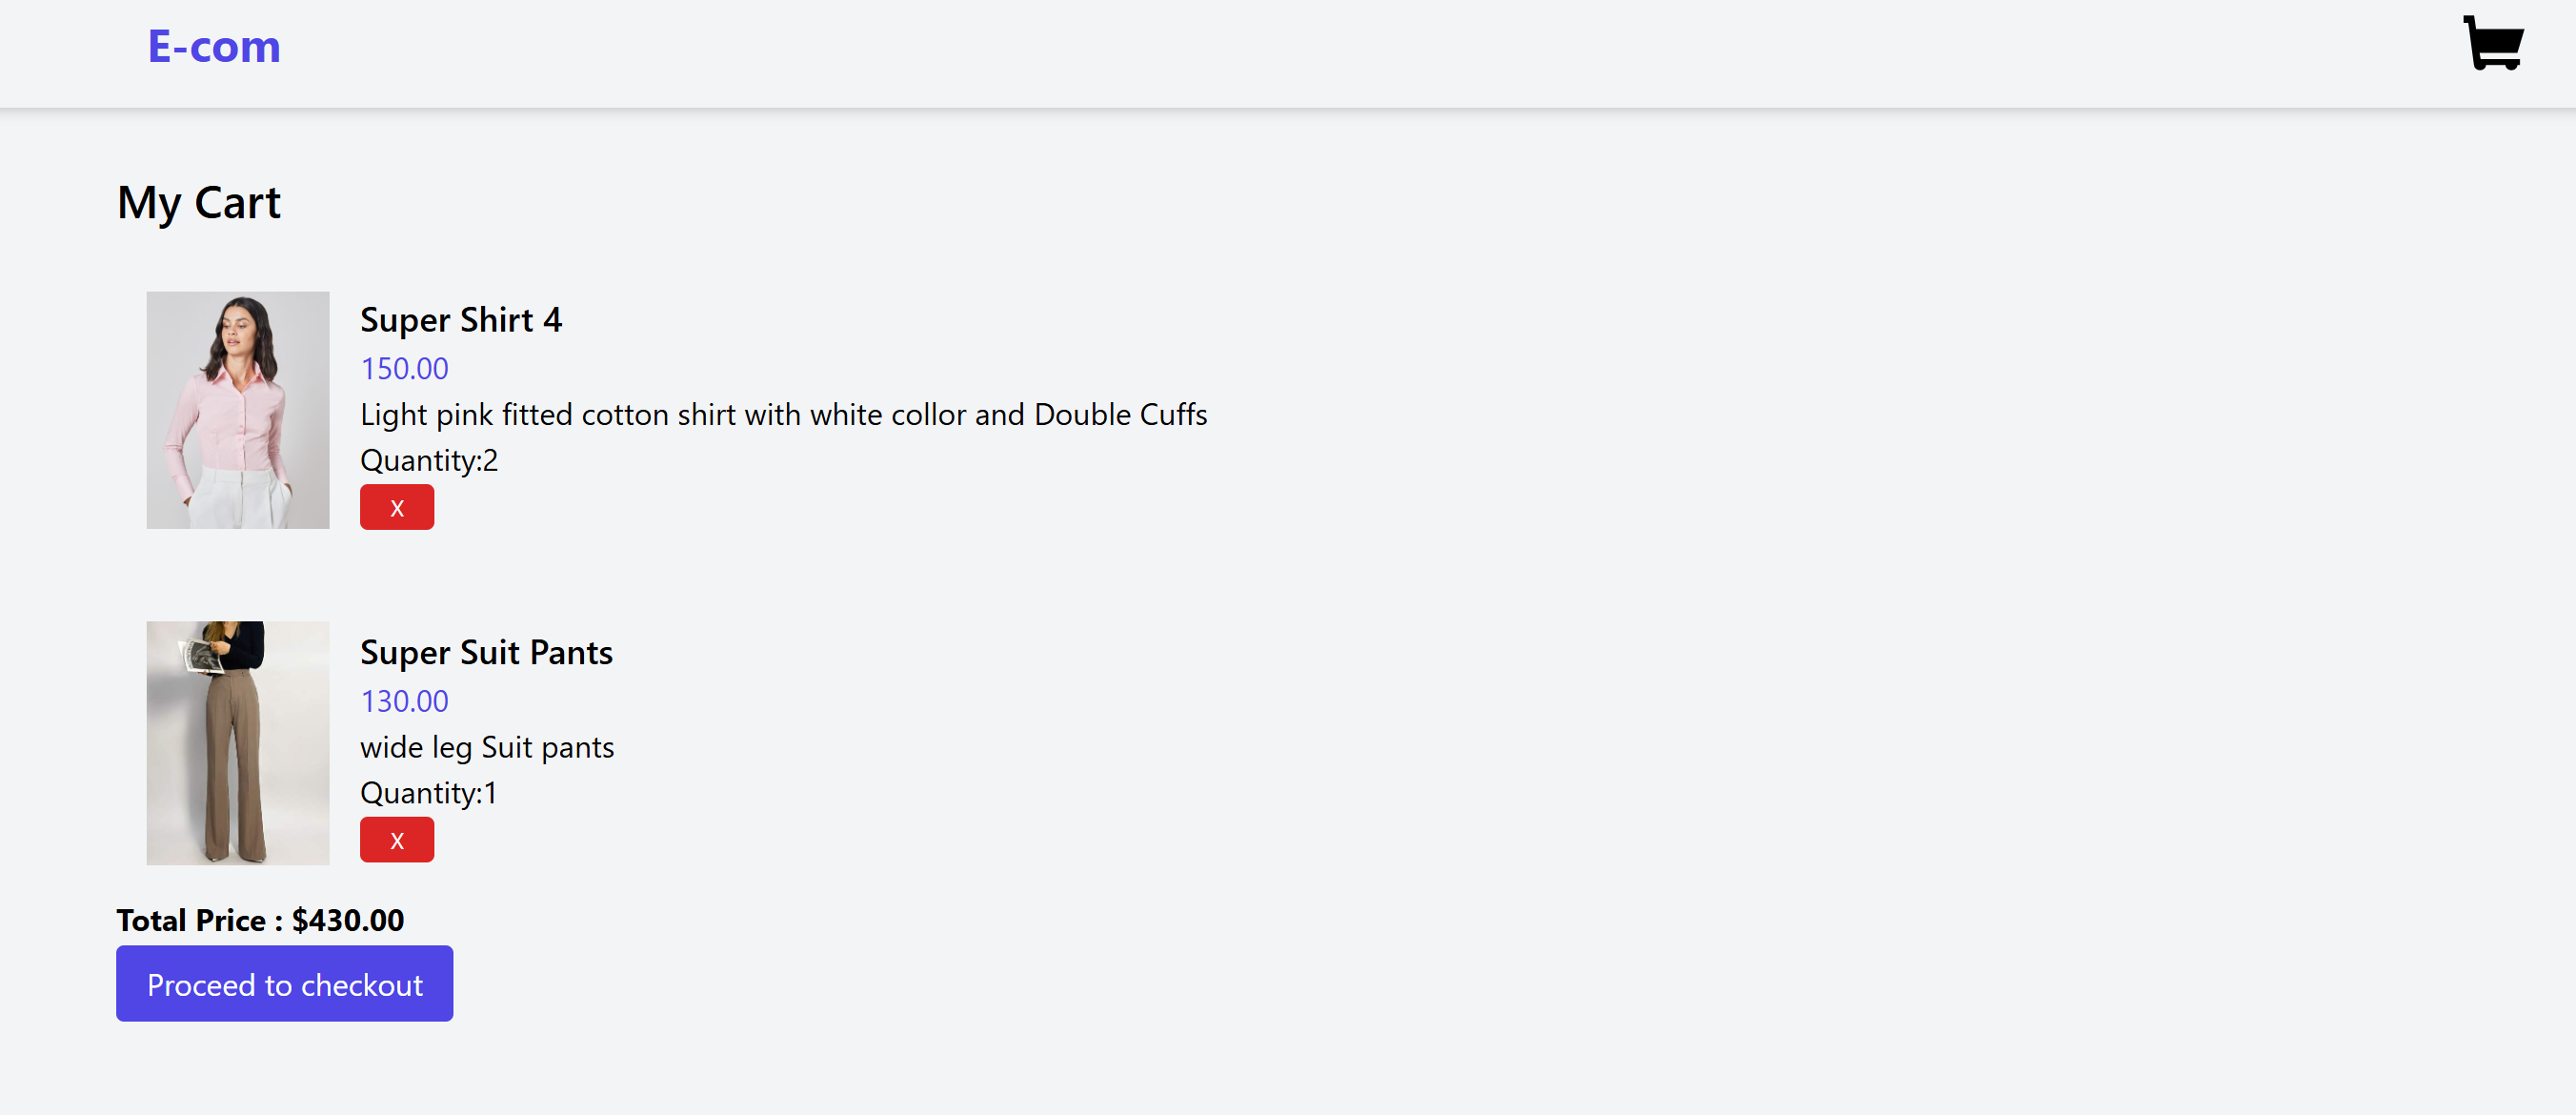 E-com
My Cart
Super Shirt 4
150.00
Light pink fitted cotton shirt with white collor and Double Cuffs
Quantity:2
X
Super Suit Pants
130.00
wide leg Suit pants
Quantity:1
X
Total Price : $430.00
Proceed to checkout